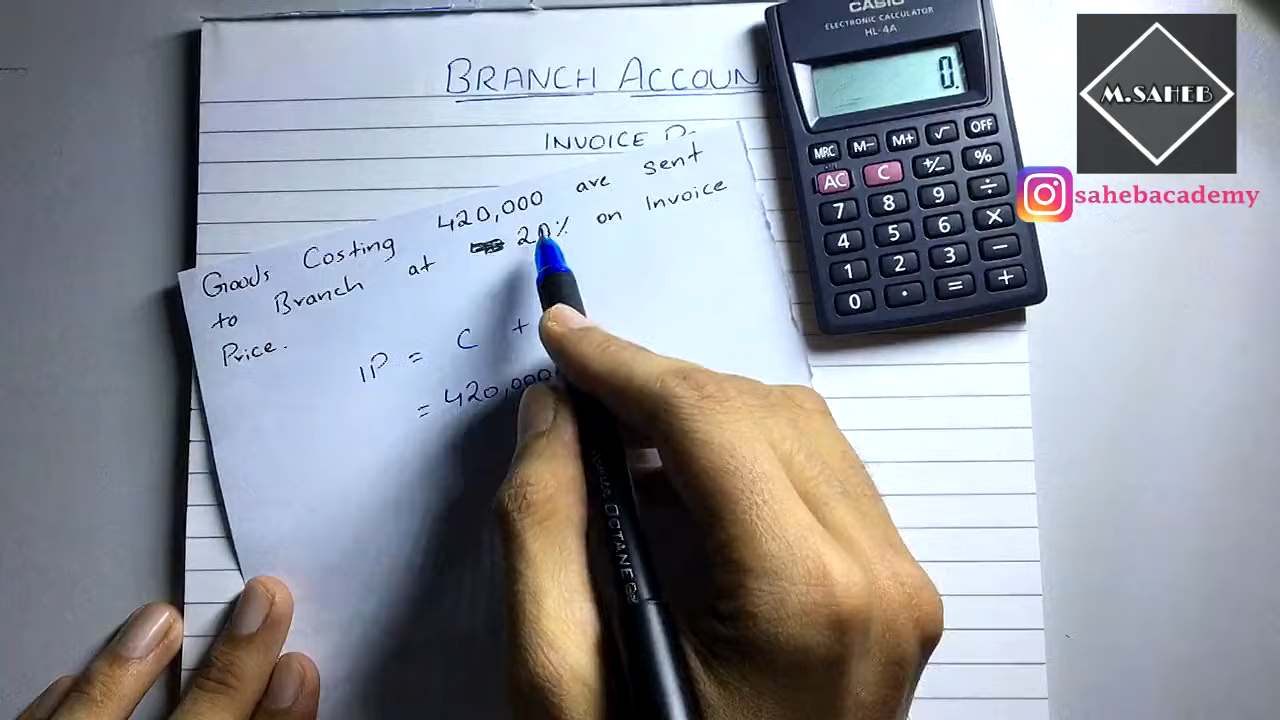 BRANCH ACCOUN
INVOICE P.
Goods Costing 420,000 are sent
to Branch at 20% on Invoice
Price.
IP = C +
= 420,000
CASIO
ELECTRONIC CALCULATOR
HL-4A
0.
MRC M− M+ √ OFF
AC C +/− %
7 8 9 ÷
4 5 6 X
1 2 3 −
0 · = +
M.SAHEB
sahebacademy
OCTANE